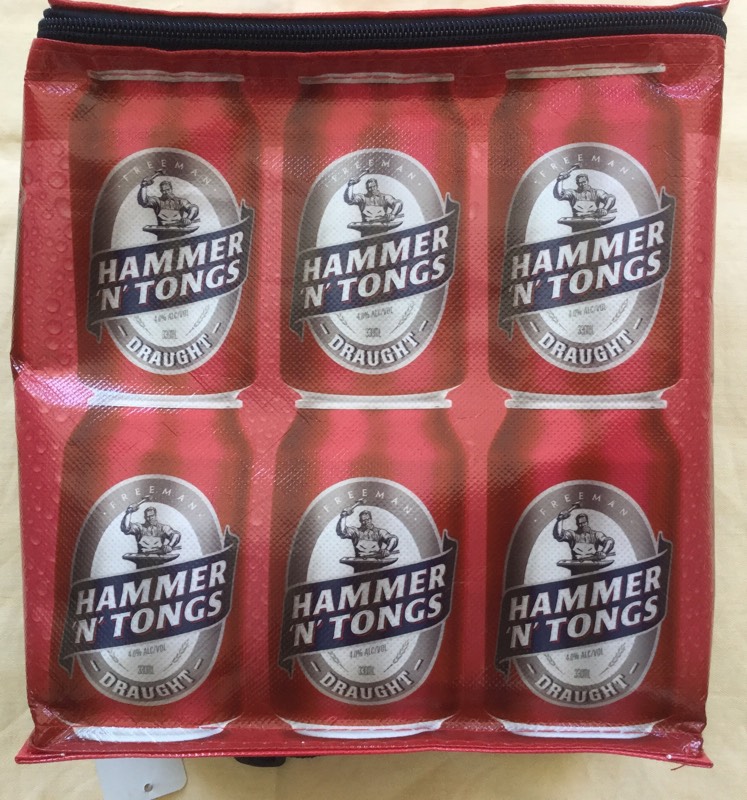 FREEMAN
HAMMER
'N' TONGS
4.0% ALC/VOL
330ML
DRAUGHT
FREEMAN
HAMMER
'N' TONGS
4.0% ALC/VOL
330ML
DRAUGHT
FREEMAN
HAMMER
'N' TONGS
4.0% ALC/VOL
330ML
DRAUGHT
FREEMAN
HAMMER
'N' TONGS
4.0% ALC/VOL
330ML
DRAUGHT
FREEMAN
HAMMER
'N' TONGS
4.0% ALC/VOL
330ML
DRAUGHT
FREEMAN
HAMMER
'N' TONGS
4.0% ALC/VOL
330ML
DRAUGHT